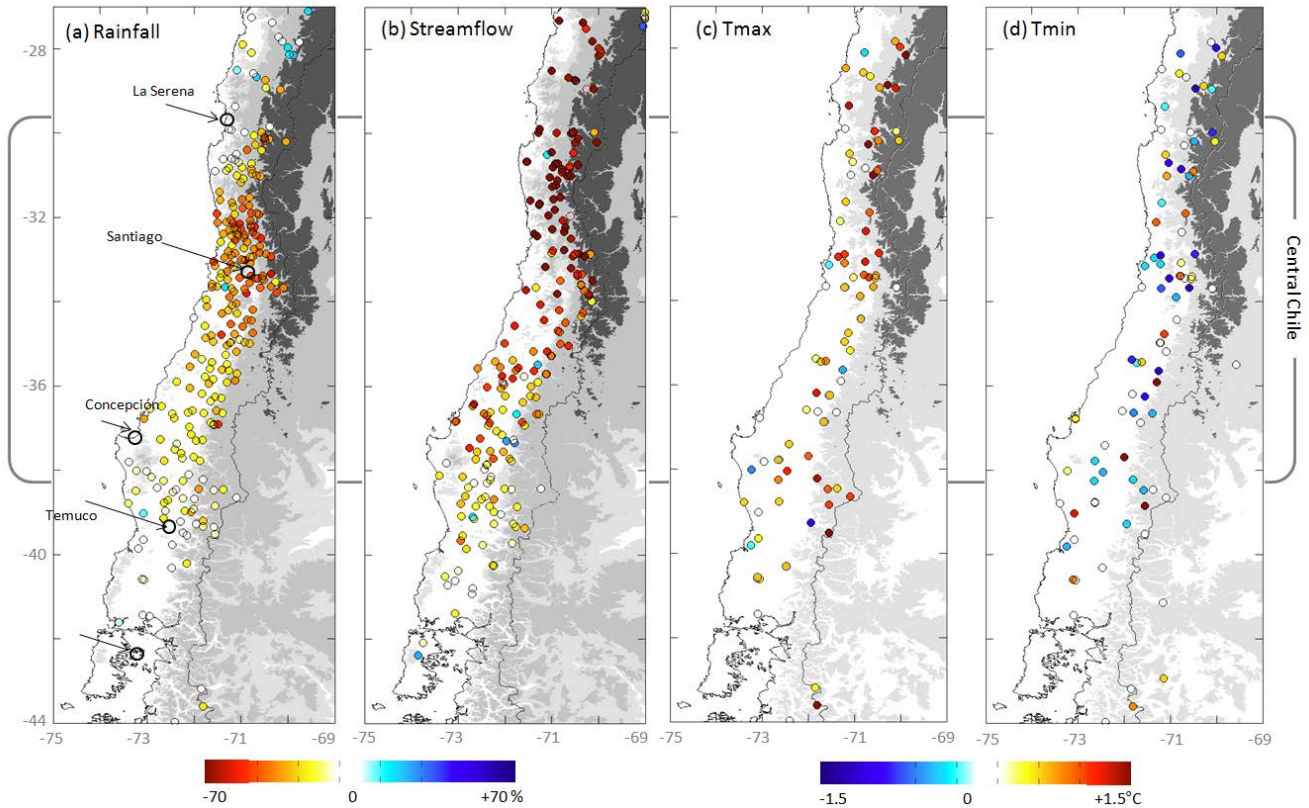 (a) Rainfall
(b) Streamflow
(c) Tmax
(d) Tmin
-28
-32
-36
-40
-44
La Serena
Santiago
Concepción
Temuco
Central Chile
-75 -73 -71 -69
-75 -73 -71 -69
-75 -73 -71 -69
-75 -73 -71 -69
-70 0 +70 %
-1.5 0 +1.5°C